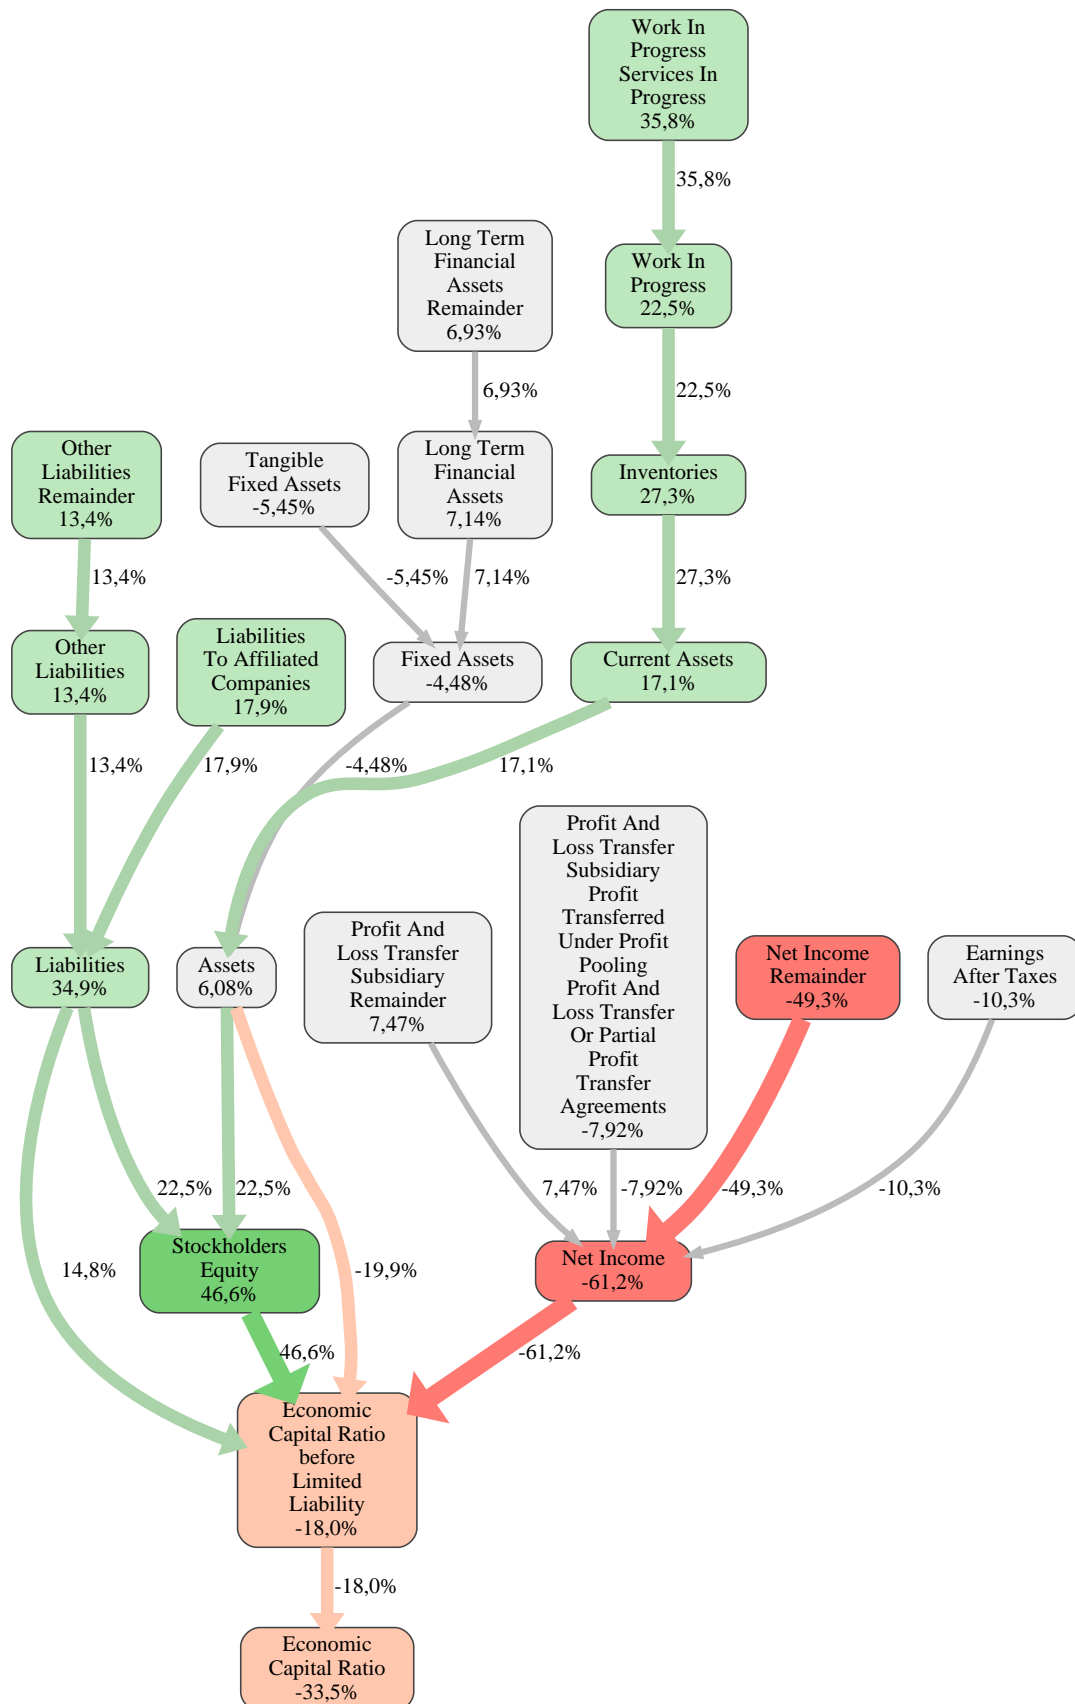 Work In
Progress
Services In
Progress
35,8%
35,8%
Long Term
Financial
Assets
Remainder
6,93%
Work In
Progress
22,5%
6,93%
22,5%
Other
Liabilities
Remainder
13,4%
Tangible
Fixed Assets
-5,45%
Long Term
Financial
Assets
7,14%
Inventories
27,3%
13,4%
-5,45%
7,14%
27,3%
Other
Liabilities
13,4%
Liabilities
To Affiliated
Companies
17,9%
Fixed Assets
-4,48%
Current Assets
17,1%
13,4%
17,9%
-4,48%
17,1%
Profit And
Loss Transfer
Subsidiary
Profit
Transferred
Under Profit
Pooling
Profit And
Loss Transfer
Or Partial
Profit
Transfer
Agreements
-7,92%
Liabilities
34,9%
Assets
6,08%
Profit And
Loss Transfer
Subsidiary
Remainder
7,47%
Net Income
Remainder
-49,3%
Earnings
After Taxes
-10,3%
22,5%
22,5%
7,47%
-7,92%
-49,3%
-10,3%
14,8%
Stockholders
Equity
46,6%
-19,9%
Net Income
-61,2%
46,6%
-61,2%
Economic
Capital Ratio
before
Limited
Liability
-18,0%
-18,0%
Economic
Capital Ratio
-33,5%